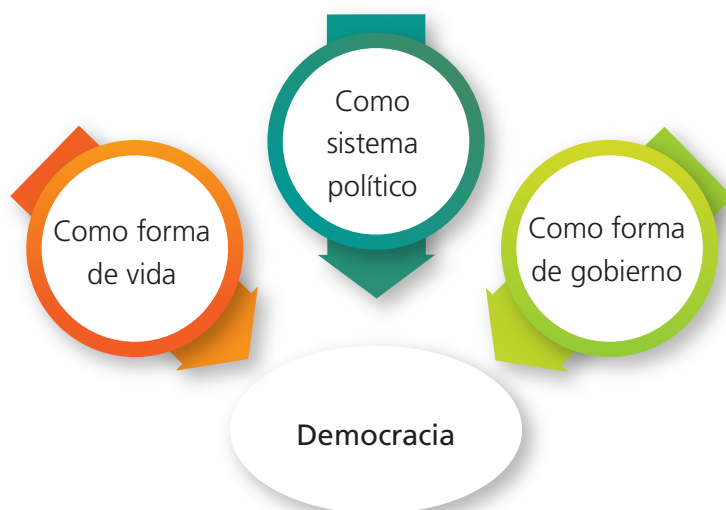 Como forma
de vida
Como
sistema
político
Como forma
de gobierno
Democracia